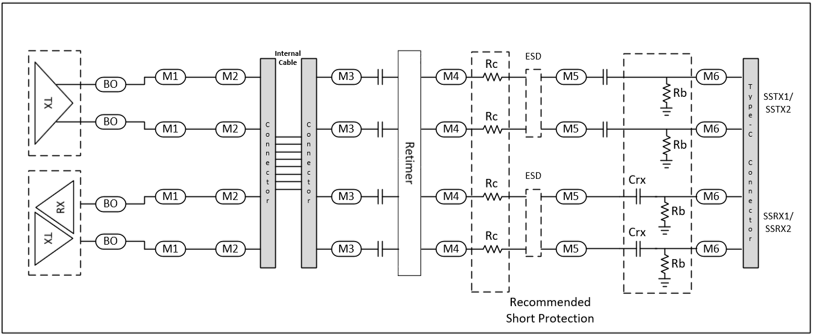 Internal
Cable
TX
BO
M1
M2
M3
M4
Rc
ESD
M5
Rb
M6
SSTX1/
SSTX2
BO
M1
M2
M3
M4
Rc
M5
Rb
M6
Connector
Connector
Retimer
Type-C Connector
RX
TX
BO
M1
M2
M3
M4
Rc
ESD
M5
Crx
Rb
M6
SSRX1/
SSRX2
BO
M1
M2
M3
M4
Rc
M5
Crx
Rb
M6
Recommended
Short Protection